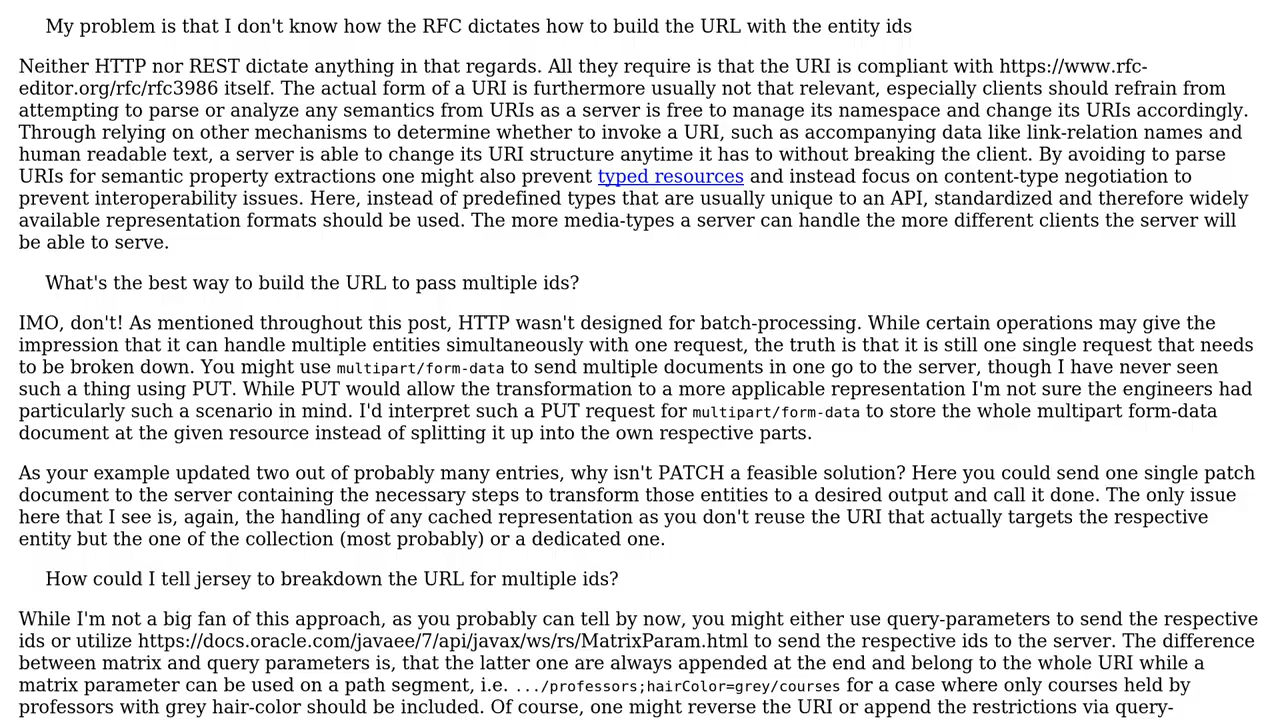 My problem is that I don't know how the RFC dictates how to build the URL with the entity ids
Neither HTTP nor REST dictate anything in that regards. All they require is that the URI is compliant with https://www.rfc-
editor.org/rfc/rfc3986 itself. The actual form of a URI is furthermore usually not that relevant, especially clients should refrain from
attempting to parse or analyze any semantics from URIs as a server is free to manage its namespace and change its URIs accordingly.
Through relying on other mechanisms to determine whether to invoke a URI, such as accompanying data like link-relation names and
human readable text, a server is able to change its URI structure anytime it has to without breaking the client. By avoiding to parse
URIs for semantic property extractions one might also prevent typed resources and instead focus on content-type negotiation to
prevent interoperability issues. Here, instead of predefined types that are usually unique to an API, standardized and therefore widely
available representation formats should be used. The more media-types a server can handle the more different clients the server will
be able to serve.
What's the best way to build the URL to pass multiple ids?
IMO, don't! As mentioned throughout this post, HTTP wasn't designed for batch-processing. While certain operations may give the
impression that it can handle multiple entities simultaneously with one request, the truth is that it is still one single request that needs
to be broken down. You might use multipart/form-data to send multiple documents in one go to the server, though I have never seen
such a thing using PUT. While PUT would allow the transformation to a more applicable representation I'm not sure the engineers had
particularly such a scenario in mind. I'd interpret such a PUT request for multipart/form-data to store the whole multipart form-data
document at the given resource instead of splitting it up into the own respective parts.
As your example updated two out of probably many entries, why isn't PATCH a feasible solution? Here you could send one single patch
document to the server containing the necessary steps to transform those entities to a desired output and call it done. The only issue
here that I see is, again, the handling of any cached representation as you don't reuse the URI that actually targets the respective
entity but the one of the collection (most probably) or a dedicated one.
How could I tell jersey to breakdown the URL for multiple ids?
While I'm not a big fan of this approach, as you probably can tell by now, you might either use query-parameters to send the respective
ids or utilize https://docs.oracle.com/javaee/7/api/javax/ws/rs/MatrixParam.html to send the respective ids to the server. The difference
between matrix and query parameters is, that the latter one are always appended at the end and belong to the whole URI while a
matrix parameter can be used on a path segment, i.e. .../professors;hairColor=grey/courses for a case where only courses held by
professors with grey hair-color should be included. Of course, one might reverse the URI or append the restrictions via query-